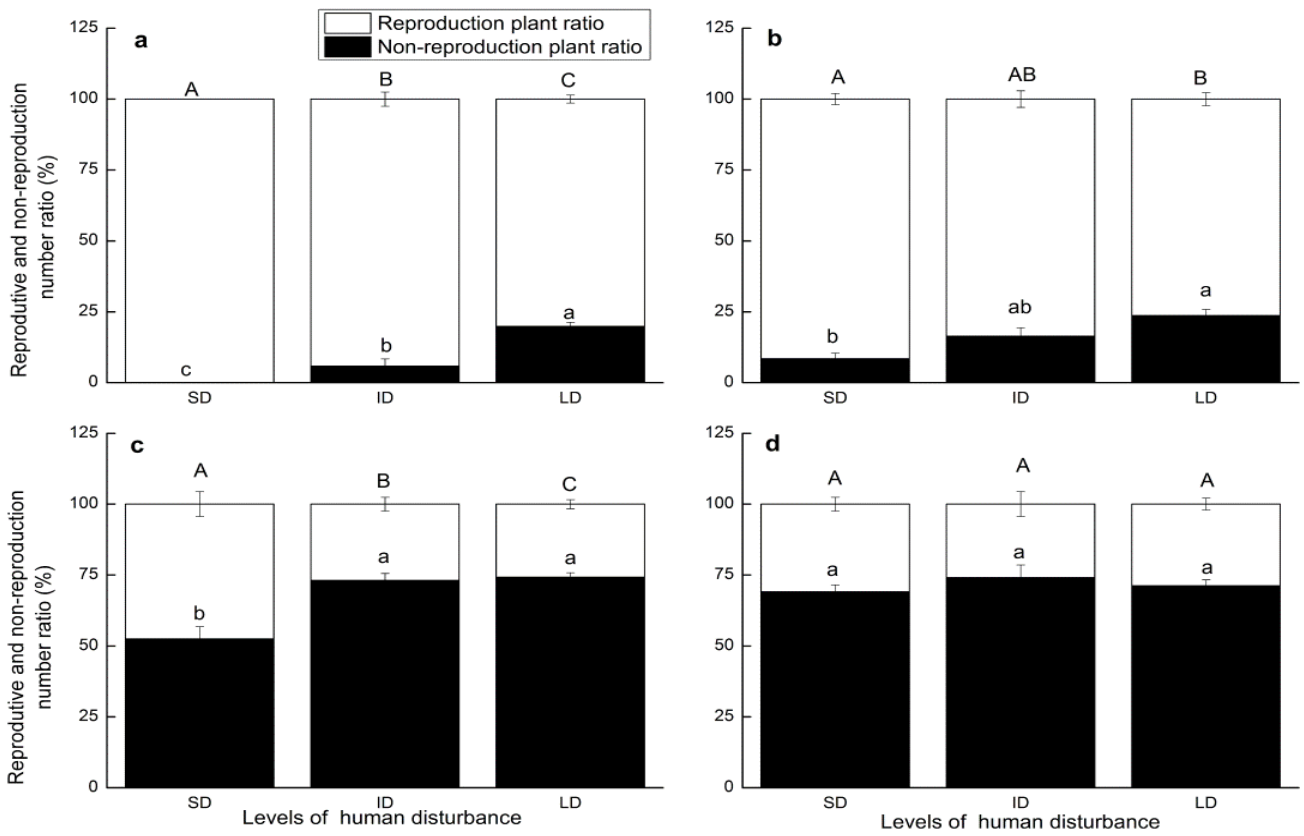 Reprodutive and non-reproduction
number ratio (%)
125
100
75
50
25
0
a
Reproduction plant ratio
Non-reproduction plant ratio
A
B
C
c
b
a
SD
ID
LD
125
100
75
50
25
0
b
A
AB
B
b
ab
a
SD
ID
LD
Reprodutive and non-reproduction
number ratio (%)
125
100
75
50
25
0
c
A
B
C
b
a
a
SD
ID
LD
Levels of human disturbance
125
100
75
50
25
0
d
A
A
A
a
a
a
SD
ID
LD
Levels of human disturbance